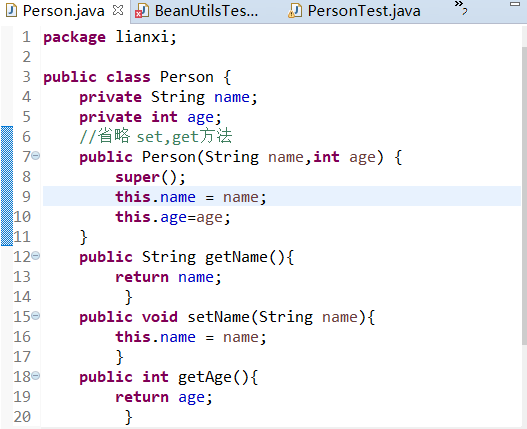 Person.java BeanUtilsTes... PersonTest.java »2
1 package lianxi;
2
3 public class Person {
4 private String name;
5 private int age;
6 //省略 set,get方法
7 public Person(String name,int age) {
8 super();
9 this.name = name;
10 this.age=age;
11 }
12 public String getName(){
13 return name;
14 }
15 public void setName(String name){
16 this.name = name;
17 }
18 public int getAge(){
19 return age;
20 }